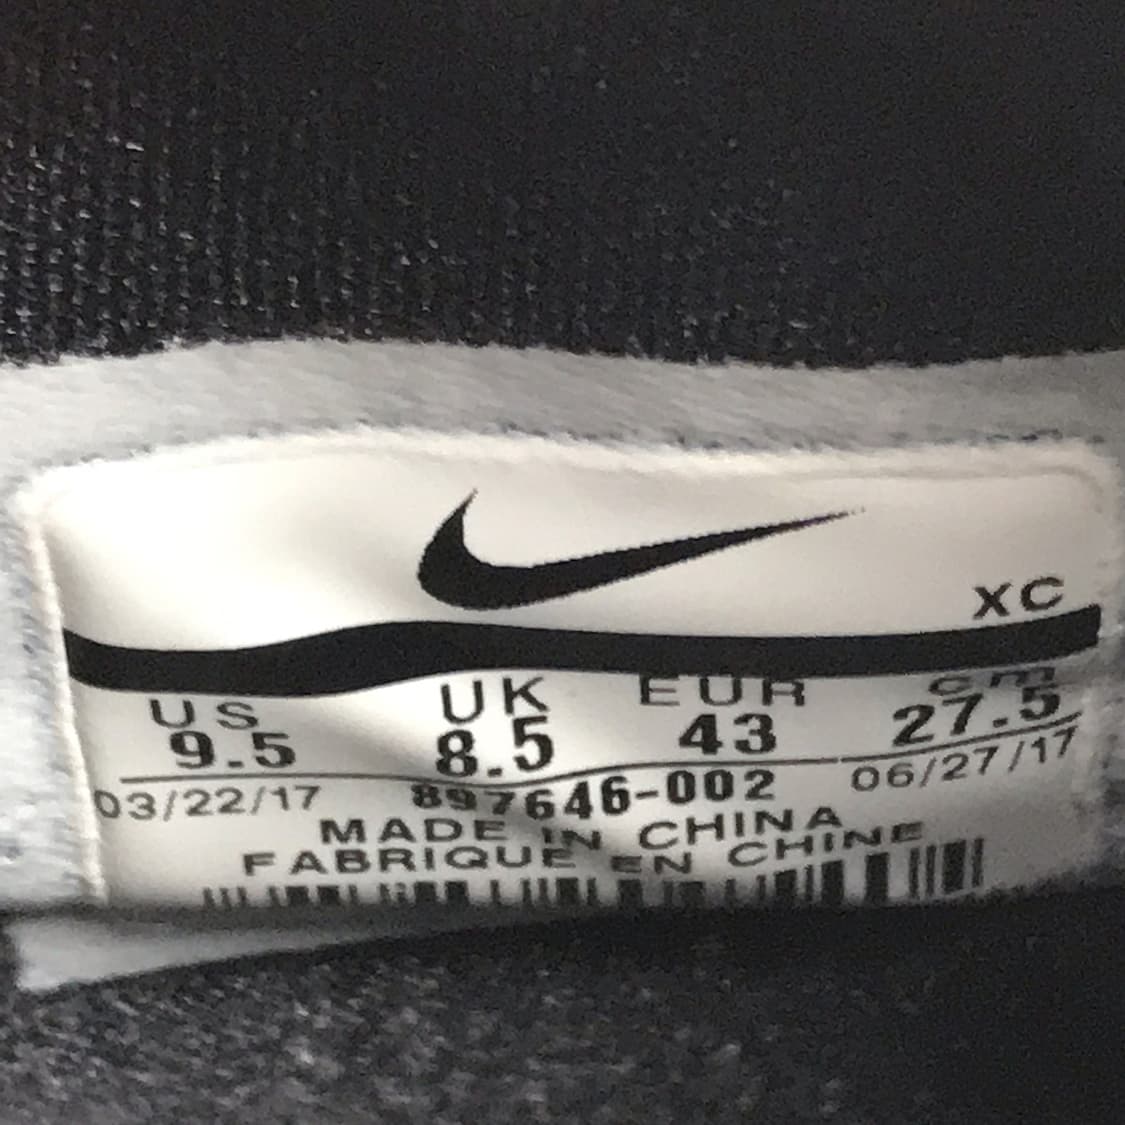 XC
US UK EUR cm
9.5 8.5 43 27.5
03/22/17 897646-002 06/27/17
MADE IN CHINA
FABRIQUE EN CHINE